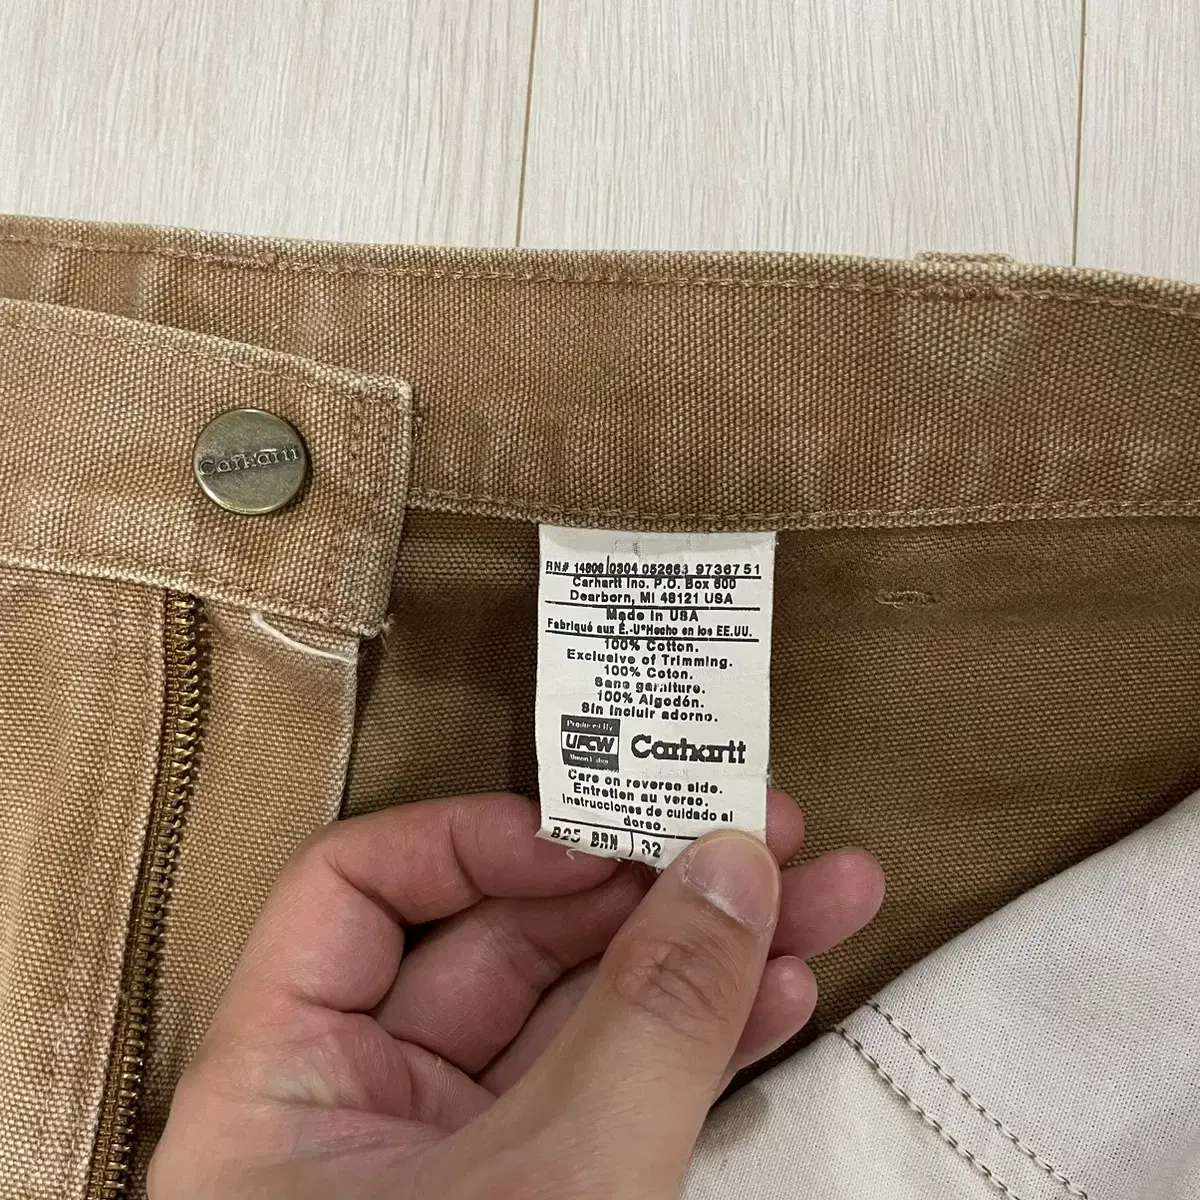 Carhartt
RN# 14806 0304 052663 9736751
Carhartt Inc. P.O. Box 600
Dearborn, MI 48121 USA
Made in USA
Fabriqué aux É.-U*Hecho en los EE.UU.
100% Cotton.
Exclusive of Trimming.
100% Coton.
Sans garniture.
100% Algodón.
Sin incluir adorno.
Produced By
UFCW
Carhartt
Care on reverse side.
Entretien au verso.
Instrucciones de cuidado al
dorso.
B25 BRN 32